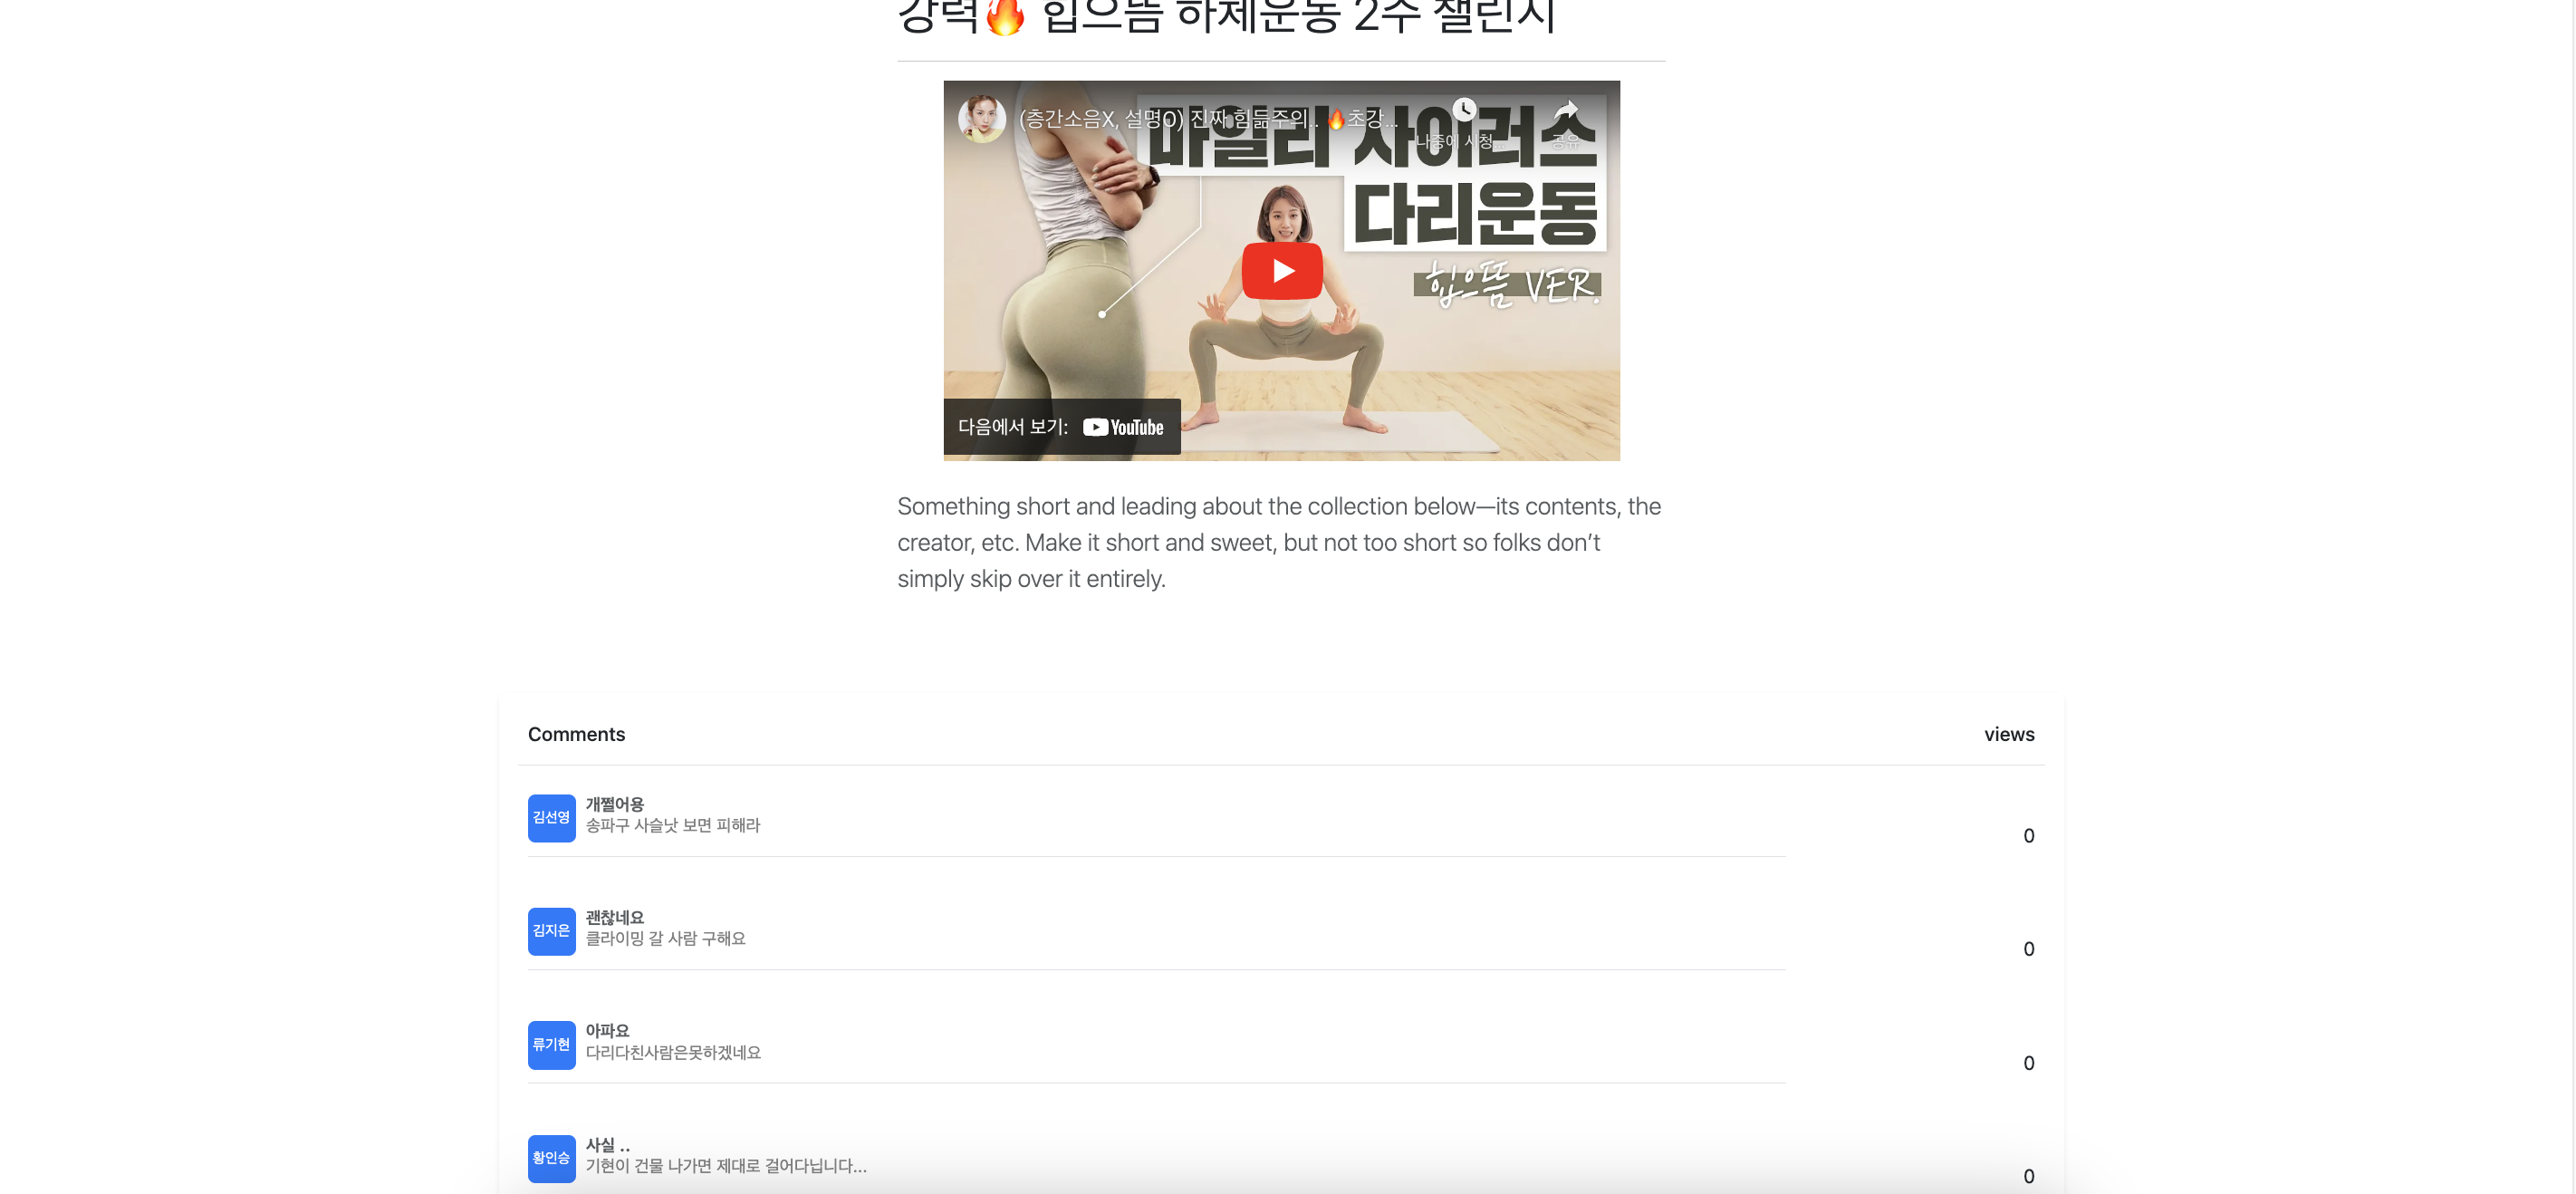 강력🔥 힙으뜸 하체운동 2주 챌린지
(층간소음X, 설명O) 진짜 힘듦주의.. 🔥초강...
나중에 시청...
공유
마일리 사이러스
다리운동
힙으뜸 VER.
다음에서 보기: YouTube
Something short and leading about the collection below—its contents, the
creator, etc. Make it short and sweet, but not too short so folks don’t
simply skip over it entirely.
Comments
views
김선영
개쩔어용
송파구 사슬낫 보면 피해라
0
김지은
괜찮네요
클라이밍 갈 사람 구해요
0
류기현
아파요
다리다친사람은못하겠네요
0
황인승
사실 ..
기현이 건물 나가면 제대로 걸어다닙니다...
0